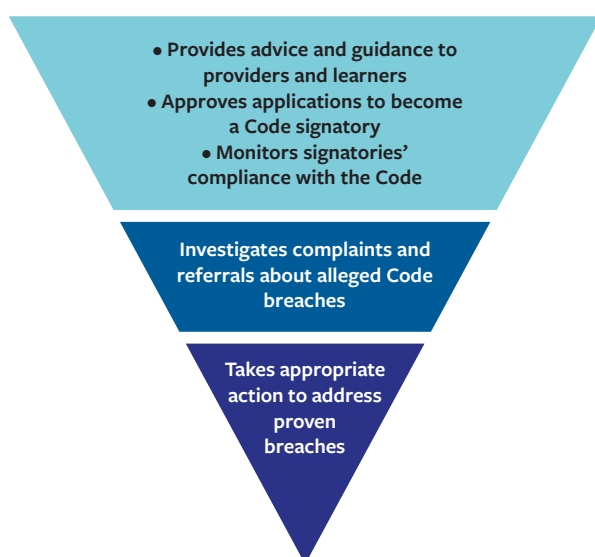 • Provides advice and guidance to
providers and learners
• Approves applications to become
a Code signatory
• Monitors signatories’
compliance with the Code
Investigates complaints and
referrals about alleged Code
breaches
Takes appropriate
action to address
proven
breaches